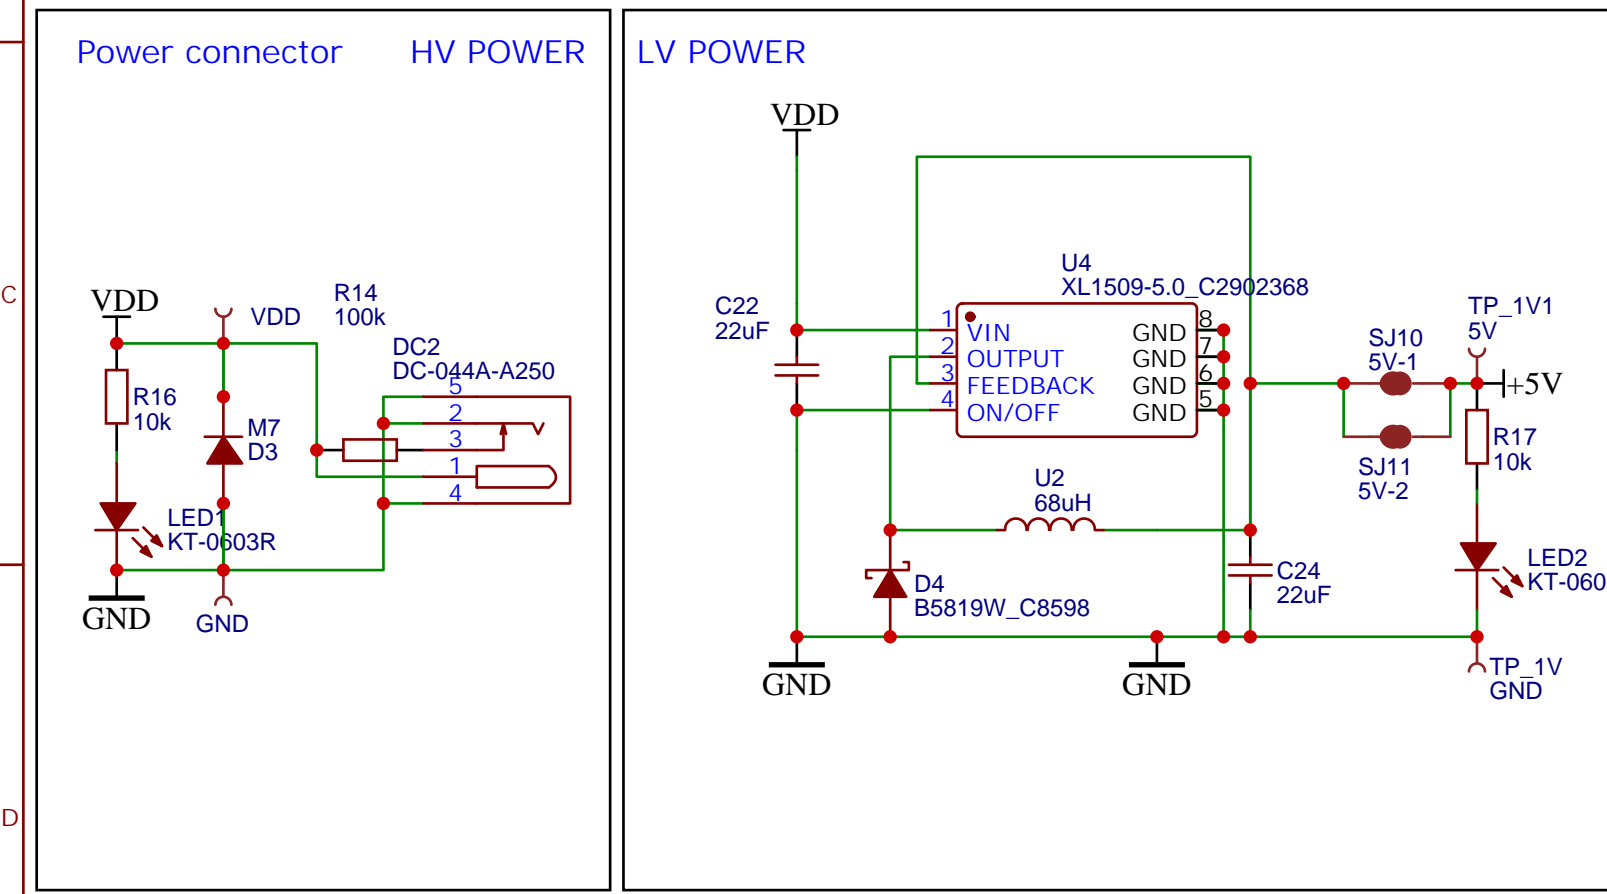 Power connector
HV POWER
LV POWER
C
D
VDD
VDD
R14
100k
DC2
DC-044A-A250
5
2
3
1
4
R16
10k
M7
D3
LED1
KT-0603R
GND
GND
VDD
C22
22uF
U4
XL1509-5.0_C2902368
1
VIN
2
OUTPUT
3
FEEDBACK
4
ON/OFF
GND
8
GND
7
GND
6
GND
5
U2
68uH
D4
B5819W_C8598
C24
22uF
GND
GND
SJ10
5V-1
SJ11
5V-2
TP_1V1
5V
+5V
R17
10k
LED2
KT-060
TP_1V
GND